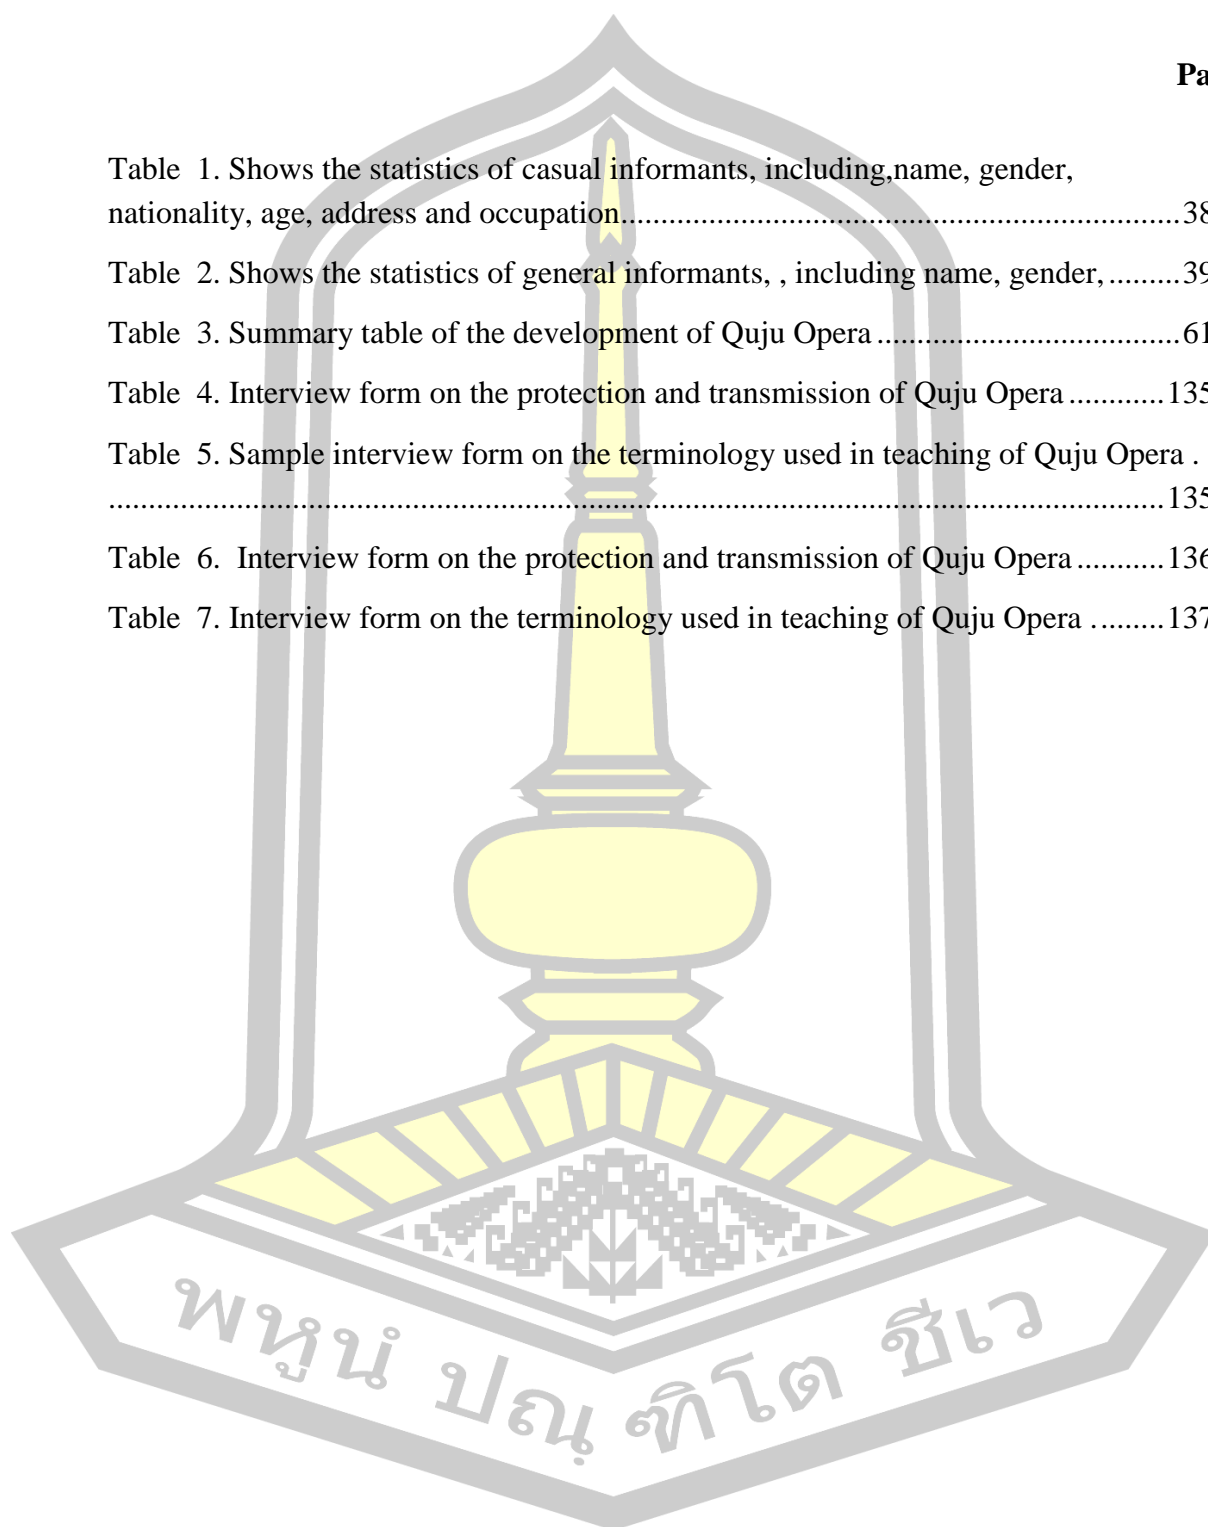 Pa
Table 1. Shows the statistics of casual informants, including,name, gender,
nationality, age, address and occupation......................................................................38
Table 2. Shows the statistics of general informants, , including name, gender,.........39
Table 3. Summary table of the development of Quju Opera......................................61
Table 4. Interview form on the protection and transmission of Quju Opera............135
Table 5. Sample interview form on the terminology used in teaching of Quju Opera .
....................................................................................................................................135
Table 6. Interview form on the protection and transmission of Quju Opera...........136
Table 7. Interview form on the terminology used in teaching of Quju Opera .........137
พหูนํ ปณฺฑิโต ชีเว